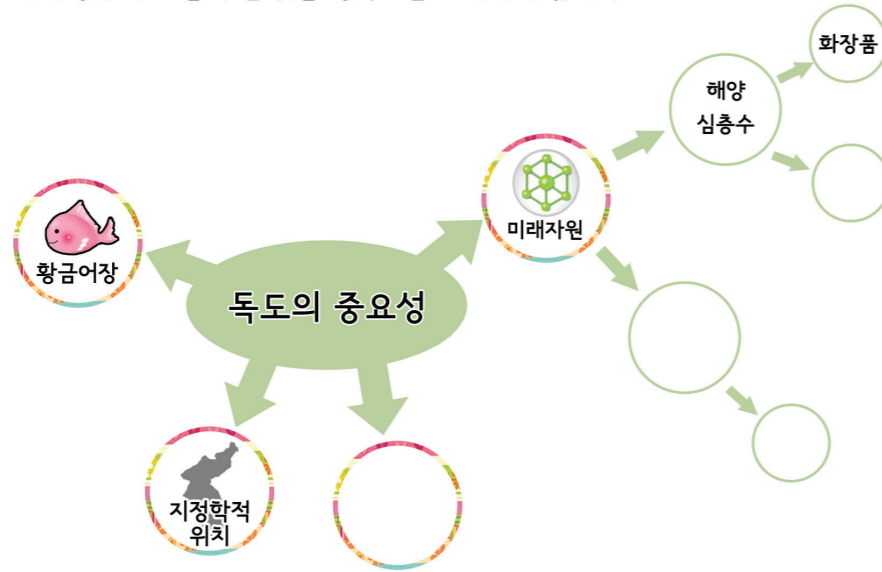 화장품
해양
심층수
미래자원
황금어장
독도의 중요성
지정학적
위치